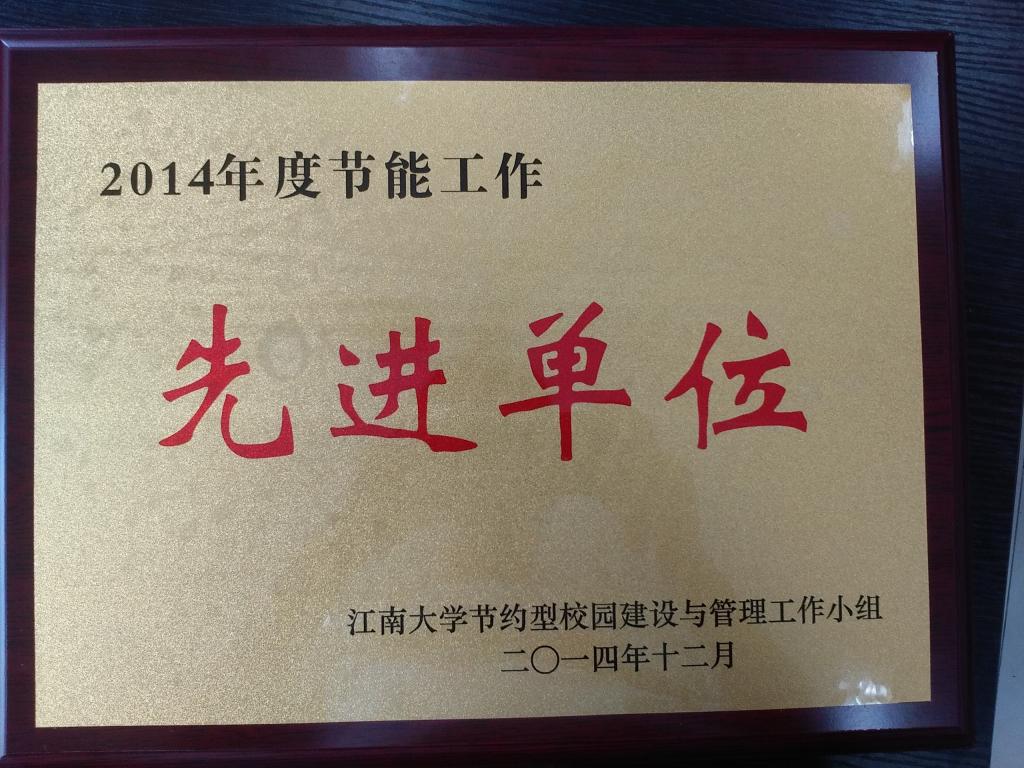 2014年度节能工作
先进单位
江南大学节约型校园建设与管理工作小组
二〇一四年十二月